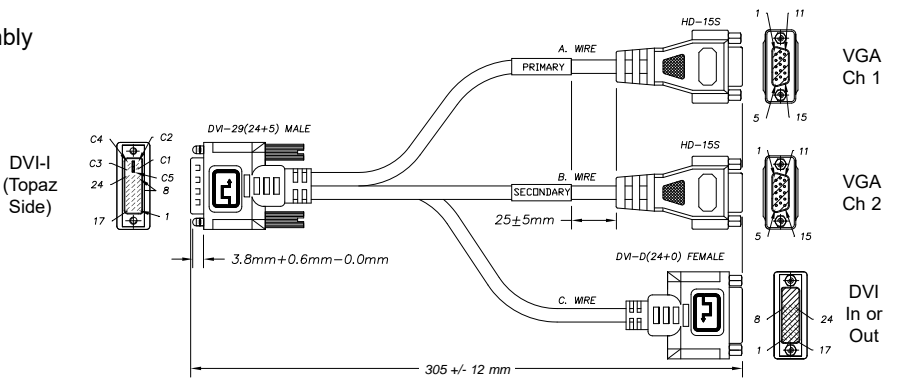 bly
HD-15S
1
11
A. WIRE
PRIMARY
VGA
Ch 1
5
15
DVI-29(24+5) MALE
C4
C2
C3
C1
C5
24
8
17
1
DVI-I
(Topaz
Side)
HD-15S
1
11
B. WIRE
SECONDARY
VGA
Ch 2
25±5mm
5
15
3.8mm+0.6mm-0.0mm
DVI-D(24+0) FEMALE
C. WIRE
8
24
1
17
DVI
In or
Out
305 +/- 12 mm